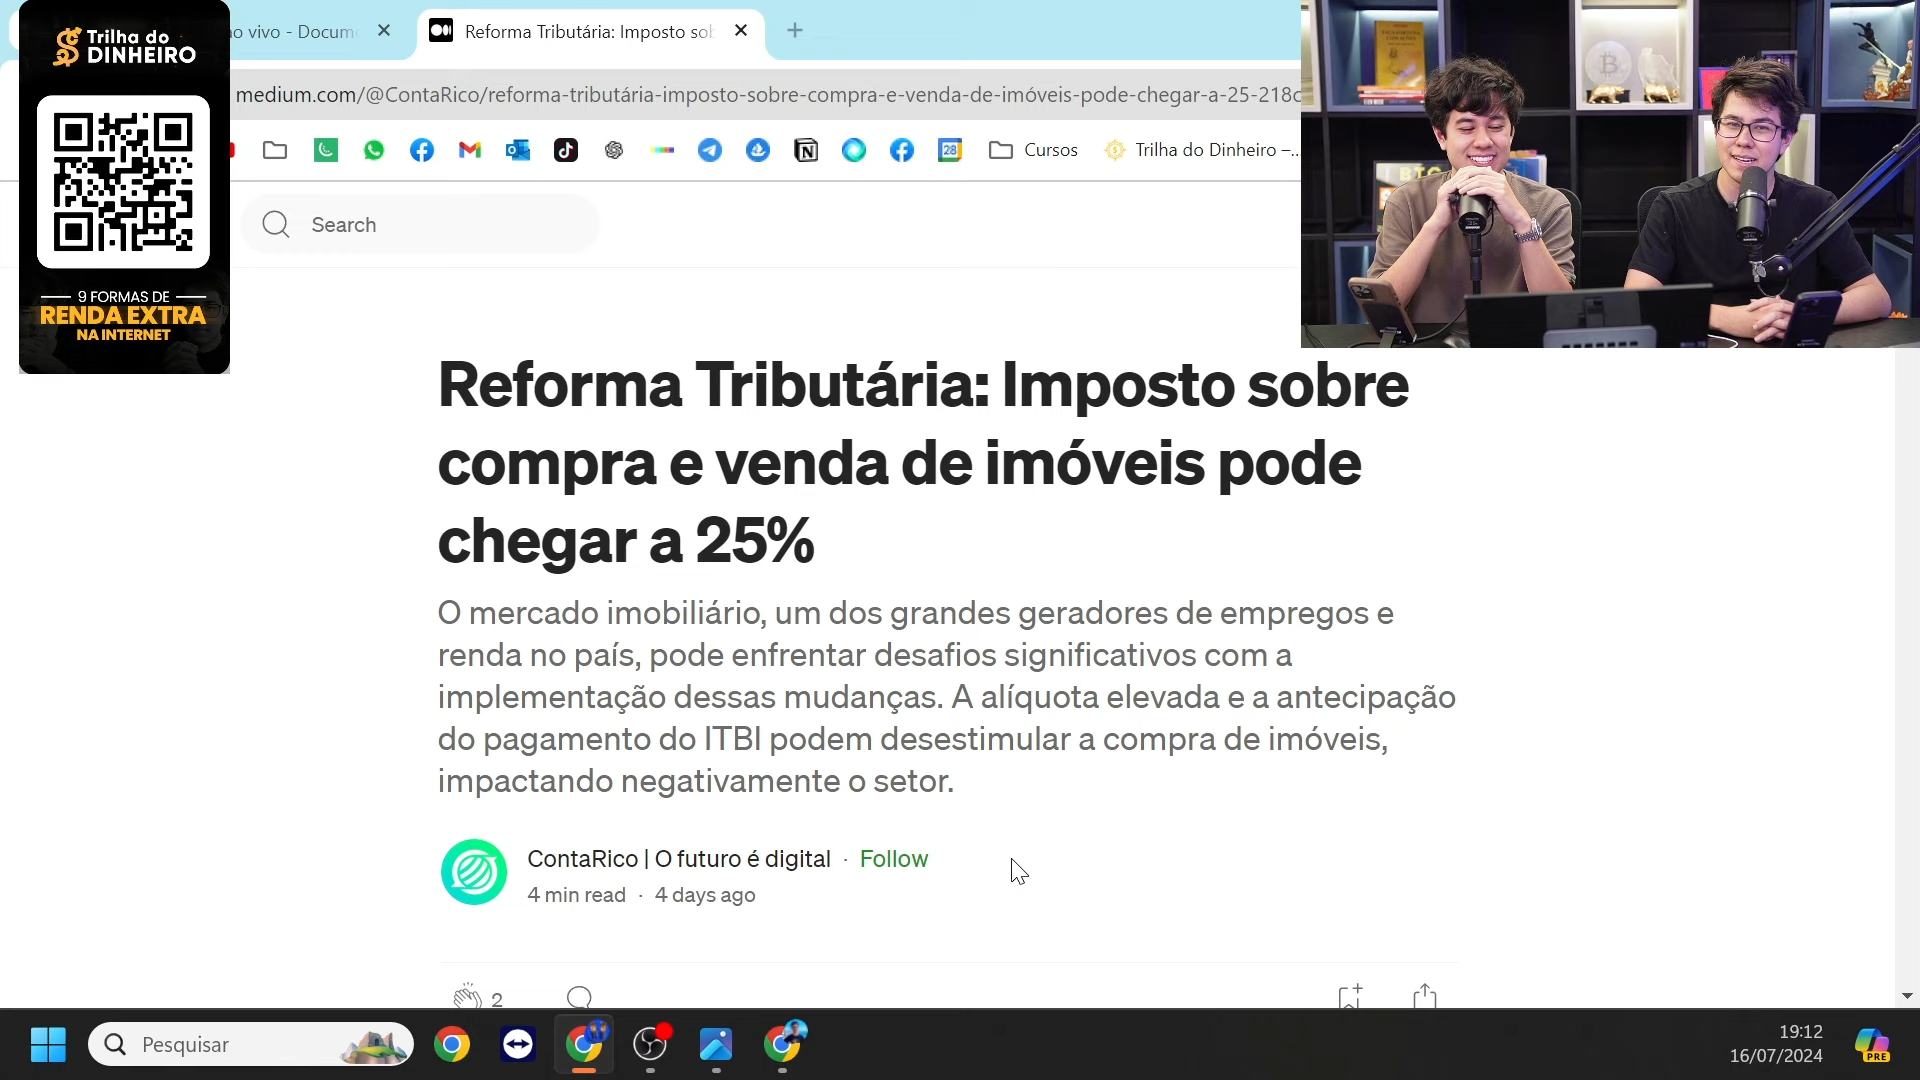 Trilha do
DINHEIRO
9 FORMAS DE
RENDA EXTRA
NA INTERNET
o vivo - Docum
Reforma Tributária: Imposto sob
medium.com/@ContaRico/reforma-tributária-imposto-sobre-compra-e-venda-de-imóveis-pode-chegar-a-25-218c
28
Cursos
Trilha do Dinheiro –...
Search
Reforma Tributária: Imposto sobre
compra e venda de imóveis pode
chegar a 25%
O mercado imobiliário, um dos grandes geradores de empregos e
renda no país, pode enfrentar desafios significativos com a
implementação dessas mudanças. A alíquota elevada e a antecipação
do pagamento do ITBI podem desestimular a compra de imóveis,
impactando negativamente o setor.
ContaRico | O futuro é digital · Follow
4 min read · 4 days ago
2
Pesquisar
19:12
16/07/2024
PRE